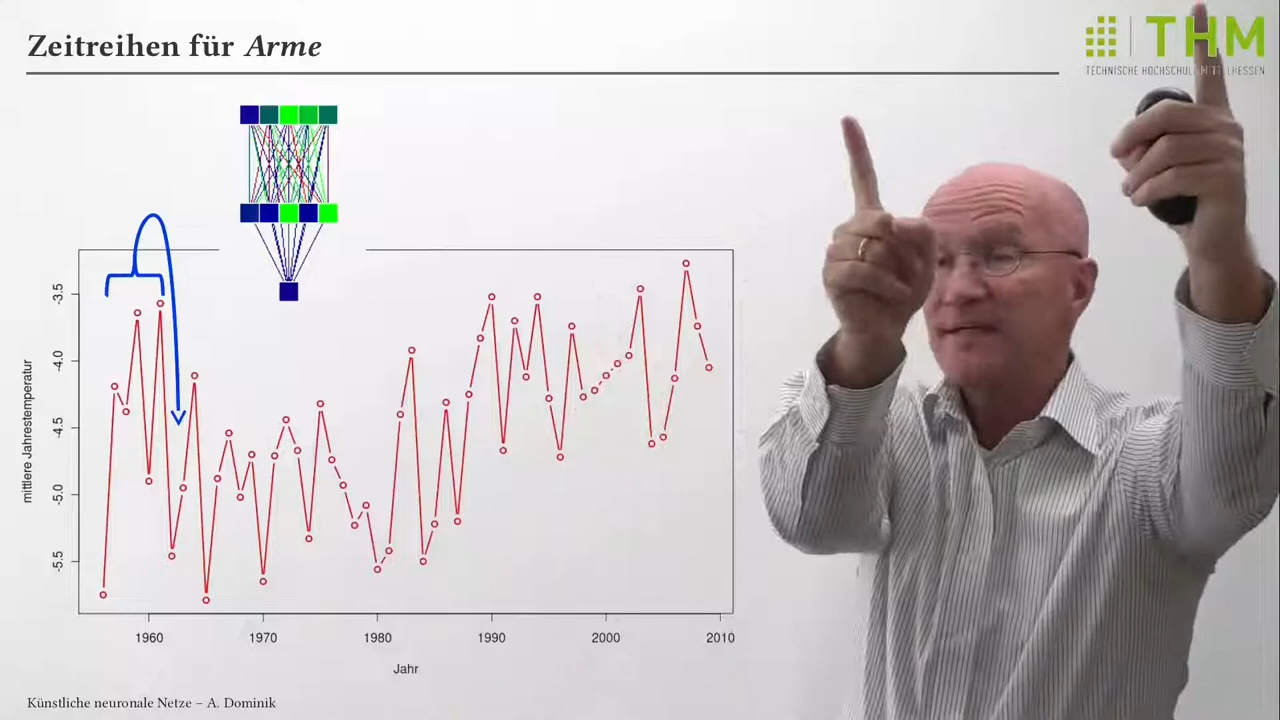 Zeitreihen für Arme
THM
TECHNISCHE HOCHSCHULE MITTELHESSEN
mittlere Jahrestemperatur
3.5
-4.0
-4.5
-5.0
-5.5
1960 1970 1980 1990 2000 2010
Jahr
Künstliche neuronale Netze – A. Dominik